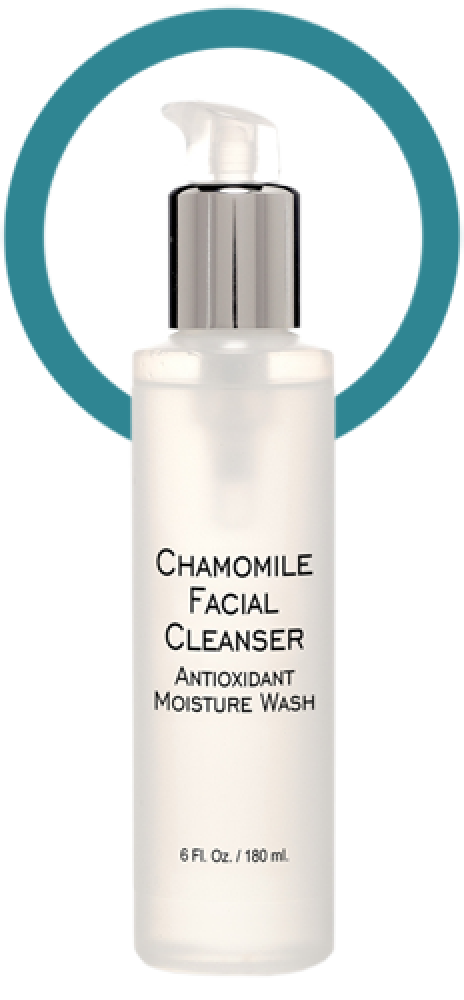 CHAMOMILE
FACIAL
CLEANSER
ANTIOXIDANT
MOISTURE WASH
6 Fl. Oz. / 180 ml.